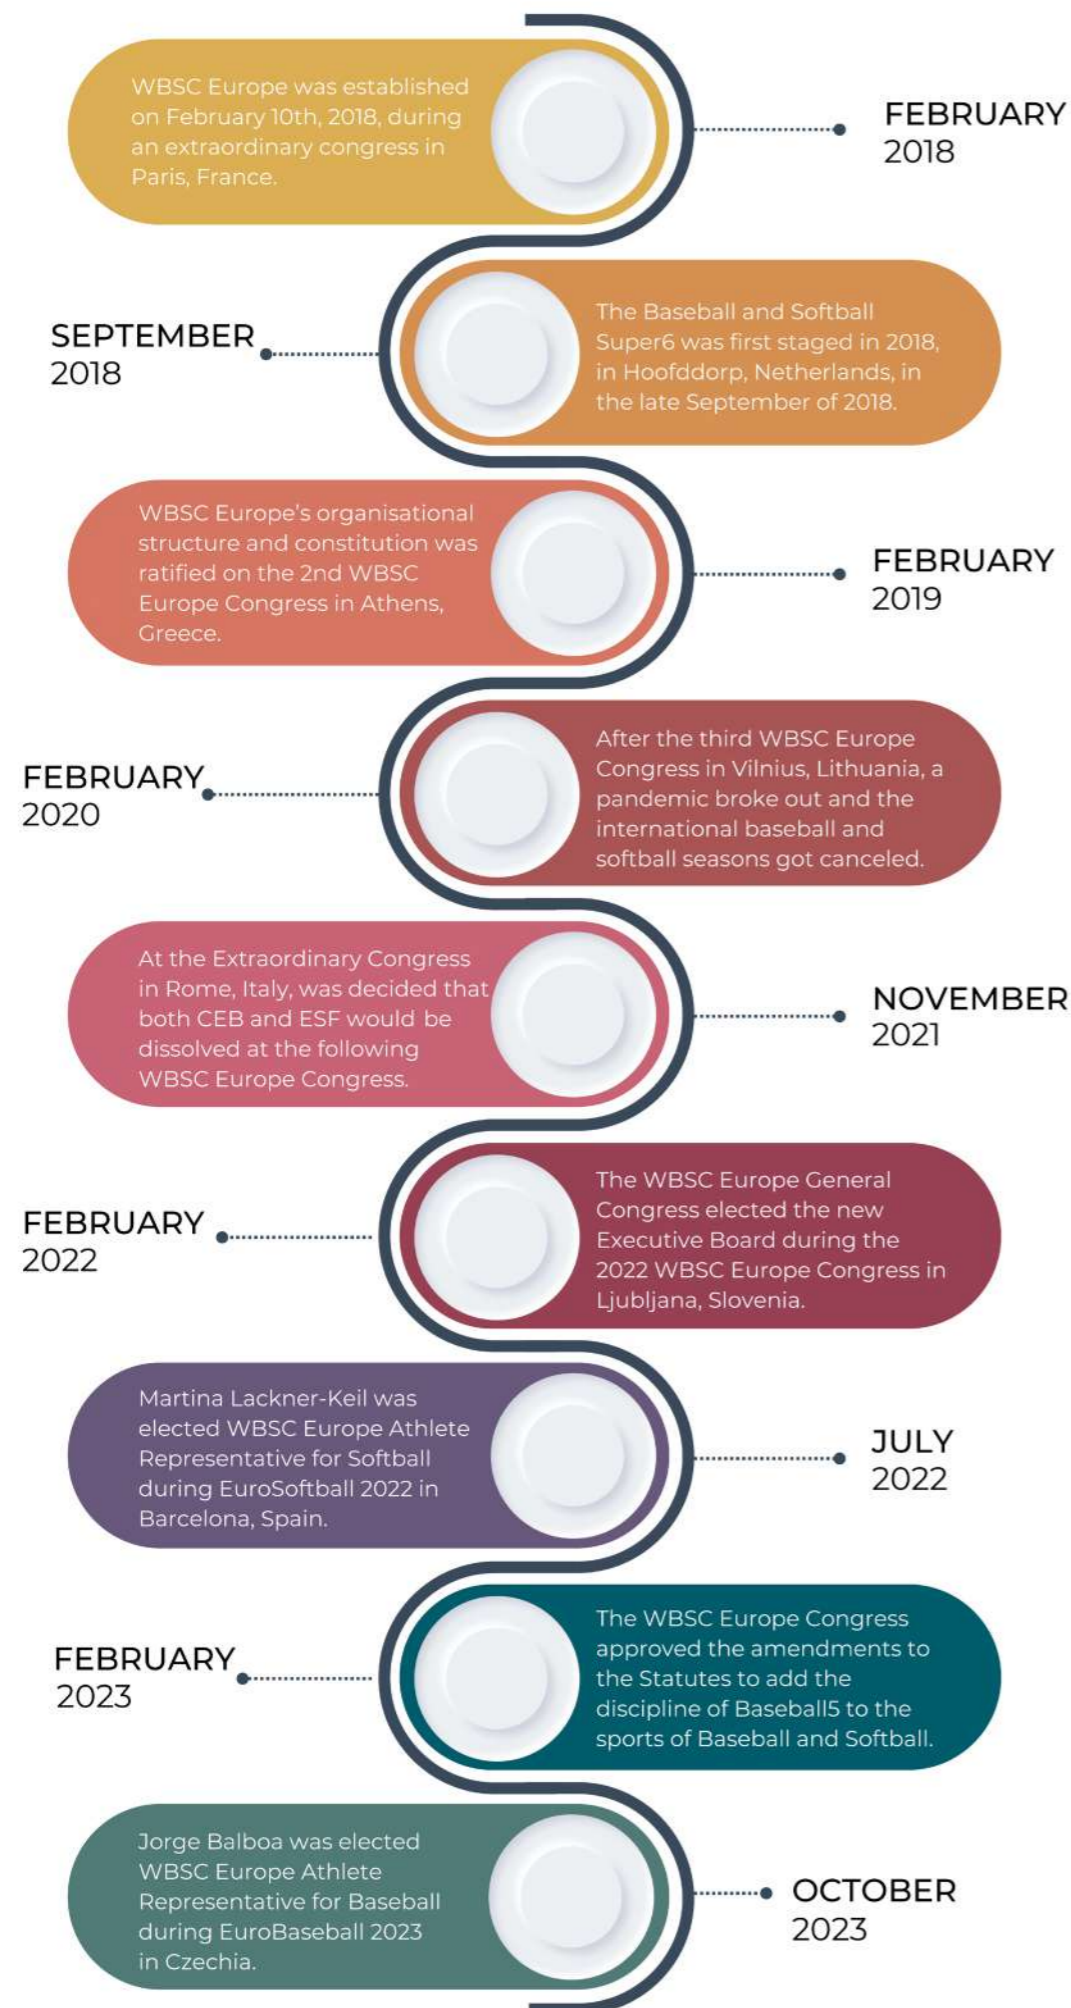 WBSC Europe was established
on February 10th, 2018, during
an extraordinary congress in
Paris, France.
FEBRUARY
2018
SEPTEMBER
2018
The Baseball and Softball
Super6 was first staged in 2018,
in Hoofddorp, Netherlands, in
the late September of 2018.
WBSC Europe's organisational
structure and constitution was
ratified on the 2nd WBSC
Europe Congress in Athens,
Greece.
FEBRUARY
2019
FEBRUARY
2020
After the third WBSC Europe
Congress in Vilnius, Lithuania, a
pandemic broke out and the
international baseball and
softball seasons got canceled.
At the Extraordinary Congress
in Rome, Italy, was decided that
both CEB and ESF would be
dissolved at the following
WBSC Europe Congress.
NOVEMBER
2021
FEBRUARY
2022
The WBSC Europe General
Congress elected the new
Executive Board during the
2022 WBSC Europe Congress in
Ljubljana, Slovenia.
Martina Lackner-Keil was
elected WBSC Europe Athlete
Representative for Softball
during EuroSoftball 2022 in
Barcelona, Spain.
JULY
2022
FEBRUARY
2023
The WBSC Europe Congress
approved the amendments to
the Statutes to add the
discipline of Baseball5 to the
sports of Baseball and Softball.
Jorge Balboa was elected
WBSC Europe Athlete
Representative for Baseball
during EuroBaseball 2023
in Czechia.
OCTOBER
2023